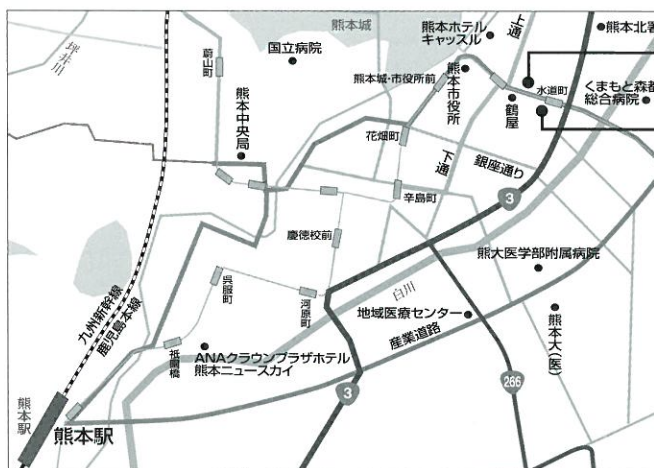 熊本城
坪井川
蔚山町
国立病院
熊本ホテル
キャッスル
上通
熊本北署
熊本城・市役所前
熊本市役所
鶴屋
水道町
くまもと森都
総合病院
熊本中央局
花畑町
下通
銀座通り
辛島町
3
慶徳校前
熊大医学部附属病院
呉服町
河原町
白川
地域医療センター
熊本大(医)
九州新幹線
鹿児島本線
祇園橋
ANAクラウンプラザホテル
熊本ニュースカイ
産業道路
3
266
熊本駅
熊本駅